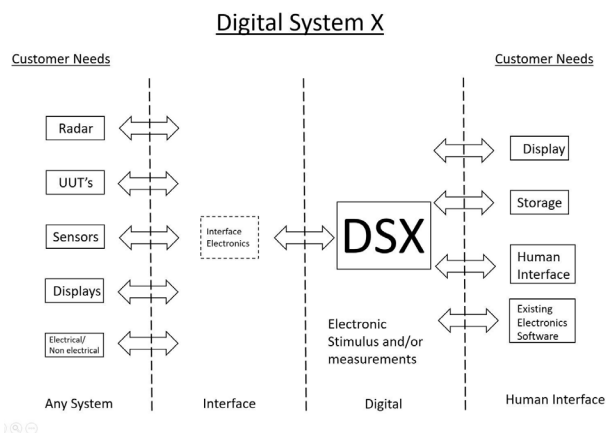 Digital System X
Customer Needs
Customer Needs
Radar
UUT's
Sensors
Displays
Electrical/
Non electrical
Interface
Electronics
DSX
Electronic
Stimulus and/or
measurements
Display
Storage
Human
Interface
Existing
Electronics
Software
Any System
Interface
Digital
Human Interface